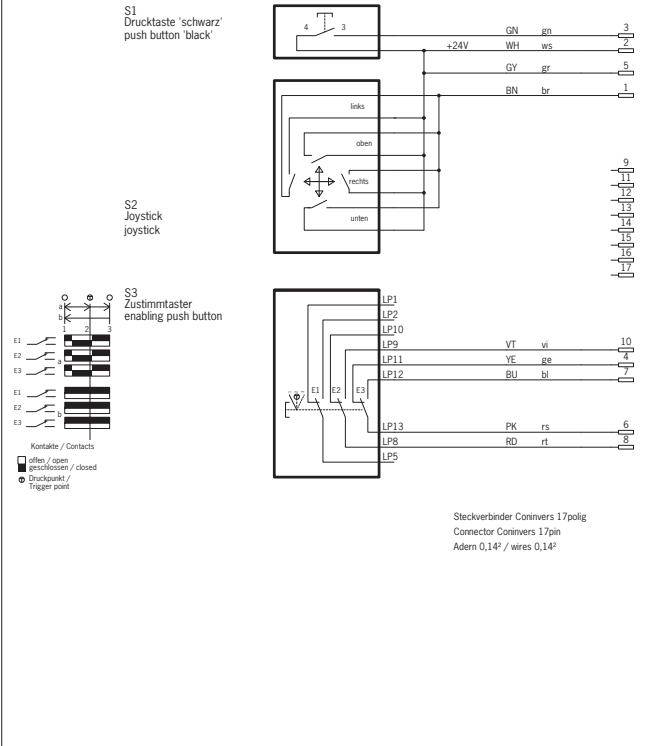 S1
Drucktaste 'schwarz'
push button 'black'
4 3
GN gn 3
+24V WH ws 2
GY gr 5
BN br 1
links
oben
rechts
unten
S2
Joystick
joystick
9
11
12
13
14
15
16
17
S3
Zustimmtaster
enabling push button
a
b
1 2 3
E1
E2 a
E3
E1
E2 b
E3
Kontakte / Contacts
offen / open
geschlossen / closed
Druckpunkt /
Trigger point
LP1
LP2
LP10
LP9 VT vi 10
LP11 YE ge 4
LP12 BU bl 7
E1 E2 E3
LP13 PK rs 6
LP8 RD rt 8
LP5
Steckverbinder Coninvers 17polig
Connector Coninvers 17pin
Adern 0,14² / wires 0,14²